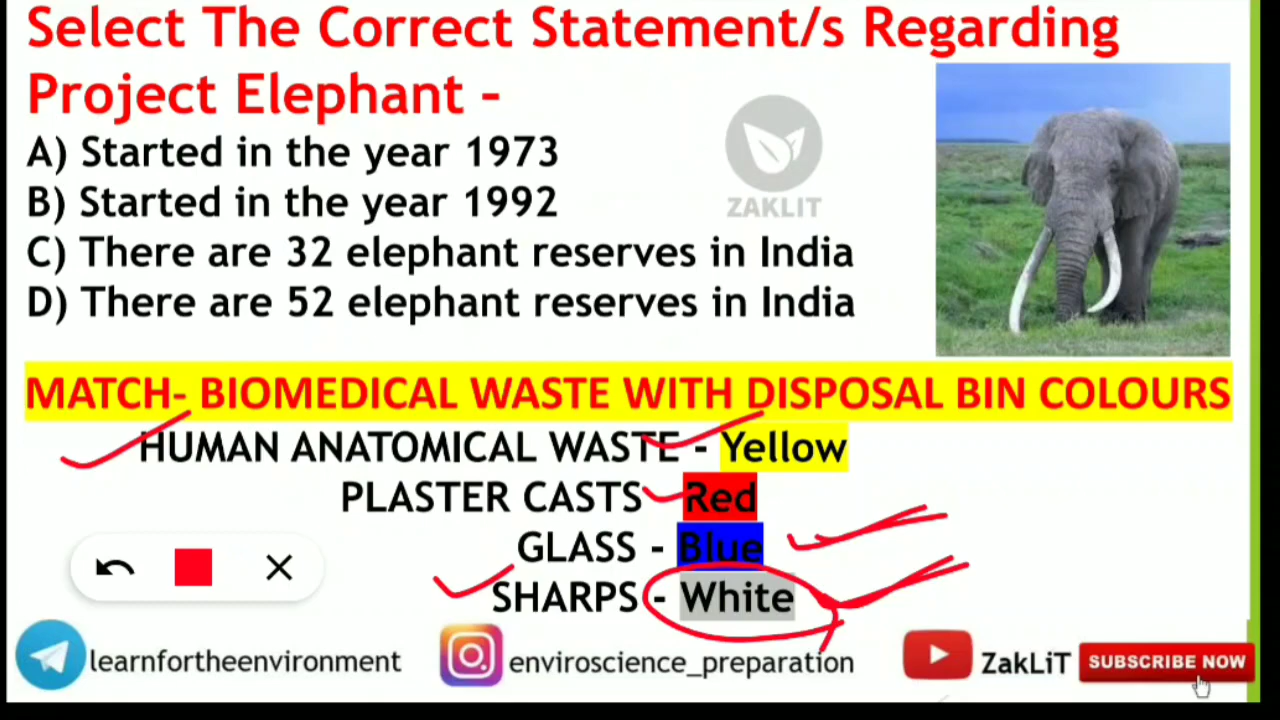 Select The Correct Statement/s Regarding
Project Elephant -
A) Started in the year 1973
B) Started in the year 1992
C) There are 32 elephant reserves in India
D) There are 52 elephant reserves in India
ZAKLIT
MATCH- BIOMEDICAL WASTE WITH DISPOSAL BIN COLOURS
HUMAN ANATOMICAL WASTE - Yellow
PLASTER CASTS Red
GLASS - Blue
SHARPS - White
learnfortheenvironment
enviroscience_preparation
ZakLiT
SUBSCRIBE NOW